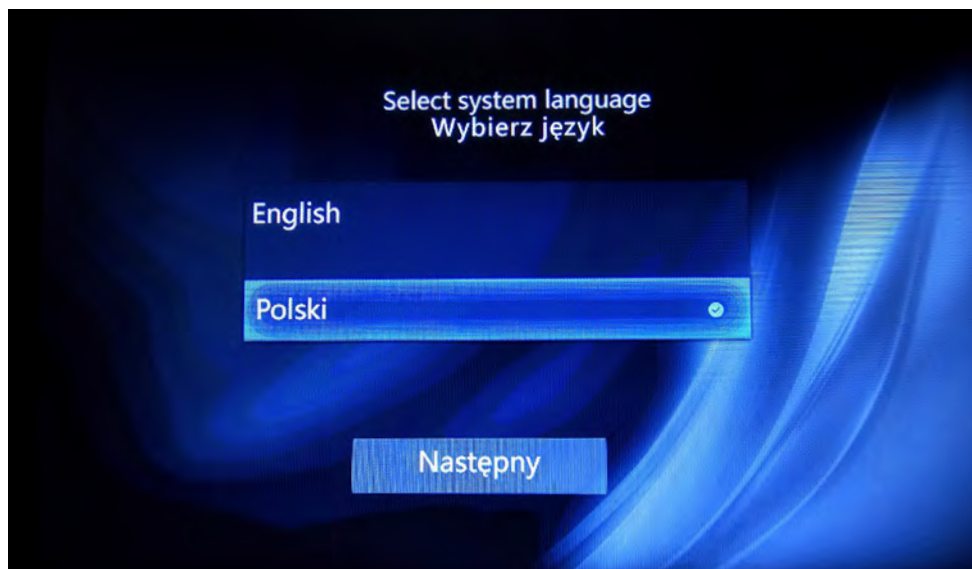 Select system language
Wybierz język
English
Polski
Następny